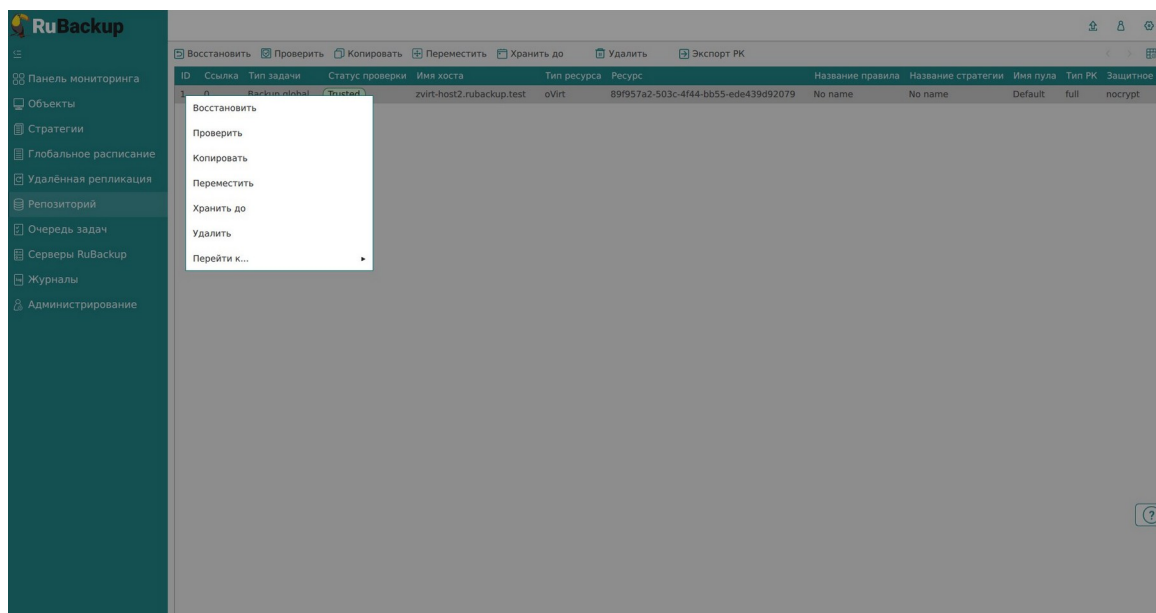 RuBackup
Восстановить Проверить Копировать Переместить Хранить до Удалить Экспорт РК
Панель мониторинга
Объекты
Стратегии
Глобальное расписание
Удалённая репликация
Репозиторий
Очередь задач
Серверы RuBackup
Журналы
Администрирование
ID Ссылка Тип задачи Статус проверки Имя хоста Тип ресурса Ресурс Название правила Название стратегии Имя пула Тип РК Защитное
1 0 Backup global Trusted zvirt-host2.rubackup.test oVirt 89f957a2-503c-4f44-bb55-ede439d92079 No name No name Default full nocrypt
Восстановить
Проверить
Копировать
Переместить
Хранить до
Удалить
Перейти к...
?